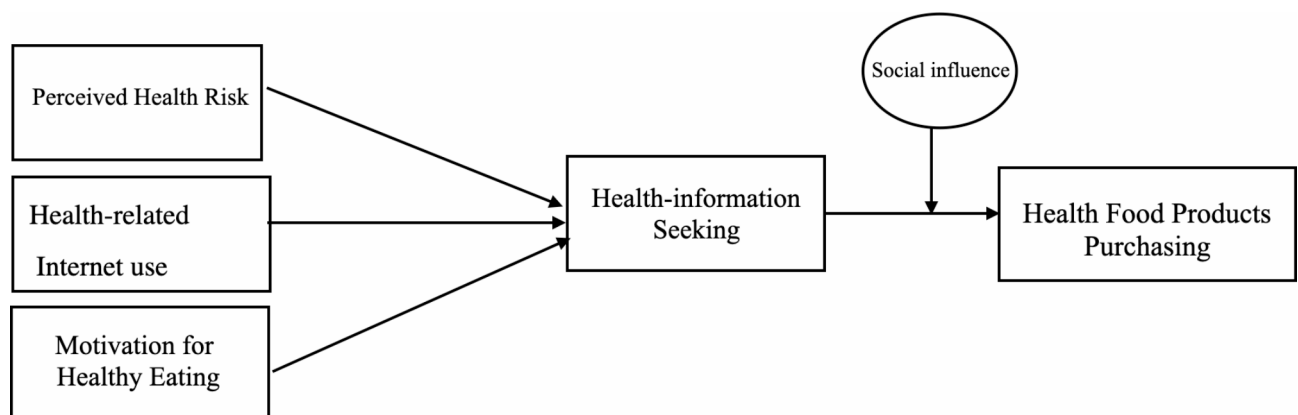 Social influence
Perceived Health Risk
Health-related
Internet use
Motivation for
Healthy Eating
Health-information
Seeking
Health Food Products
Purchasing